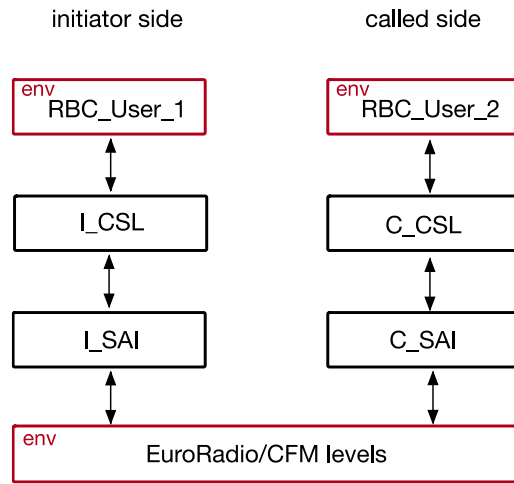 initiator side
called side
env
RBC_User_1
env
RBC_User_2
I_CSL
C_CSL
I_SAI
C_SAI
env
EuroRadio/CFM levels